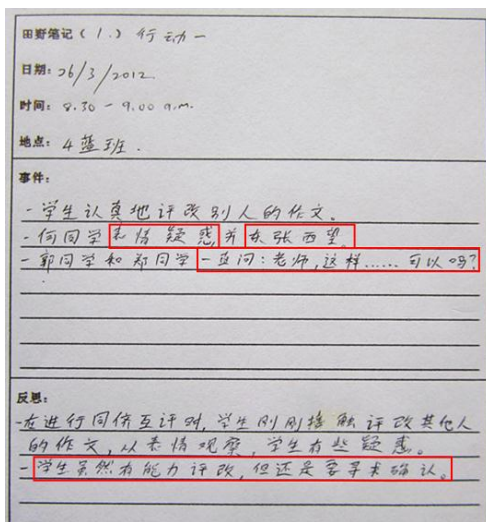 田野笔记（1.）行动一
日期：26/3/2012.
时间：8.30 - 9.00 a.m.
地点：4蓝班.
事件：
-学生认真地评改别人的作文。
-何同学表情疑惑并东张西望。
-郭同学和郑同学一直问：老师，这样……可以吗？
反思：
-在进行同侪互评时，学生刚刚接触评改其他人
的作文，从表情观察，学生有些疑惑。
-学生虽然有能力评改，但还是要寻求确认。